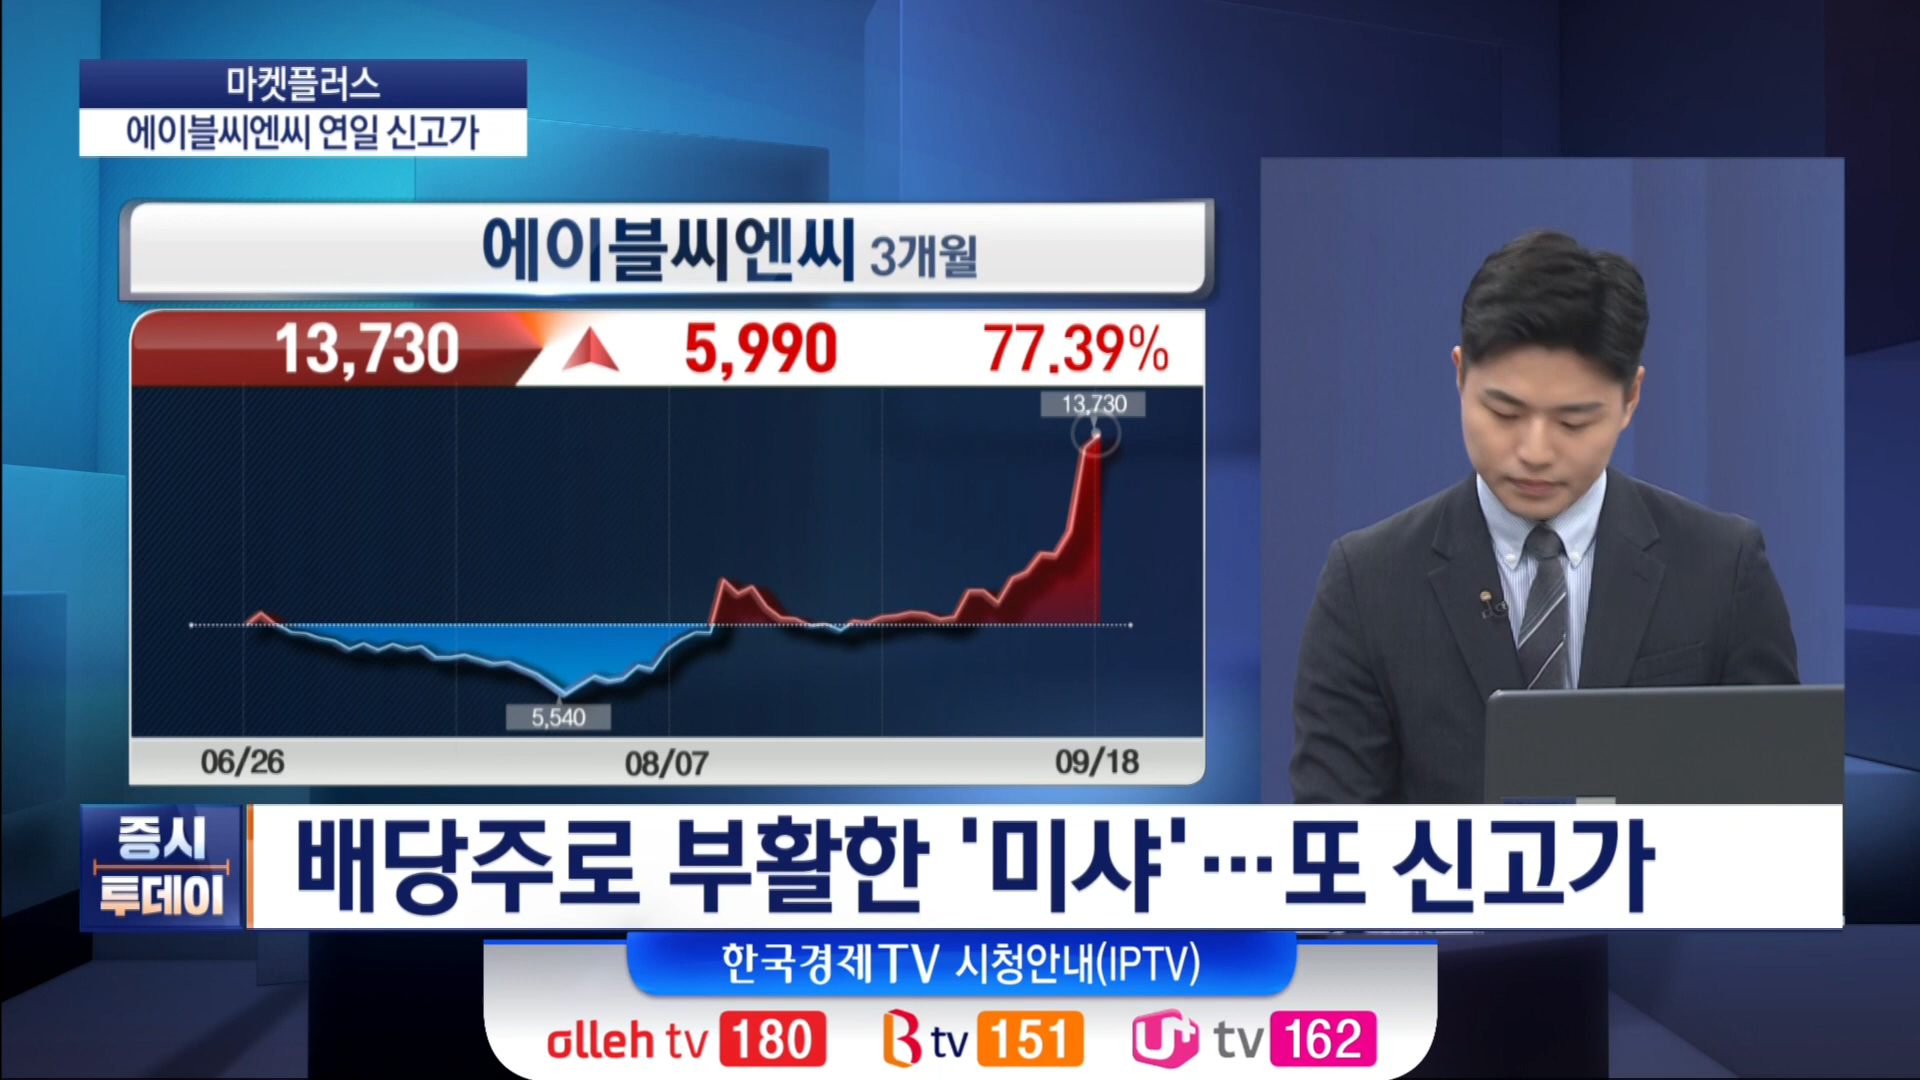 마켓플러스
에이블씨엔씨 연일 신고가
에이블씨엔씨 3개월
13,730 ▲ 5,990 77.39%
13,730
5,540
06/26 08/07 09/18
증시
투데이
배당주로 부활한 '미샤'…또 신고가
한국경제TV 시청안내(IPTV)
olleh tv 180 B tv 151 U+ tv 162